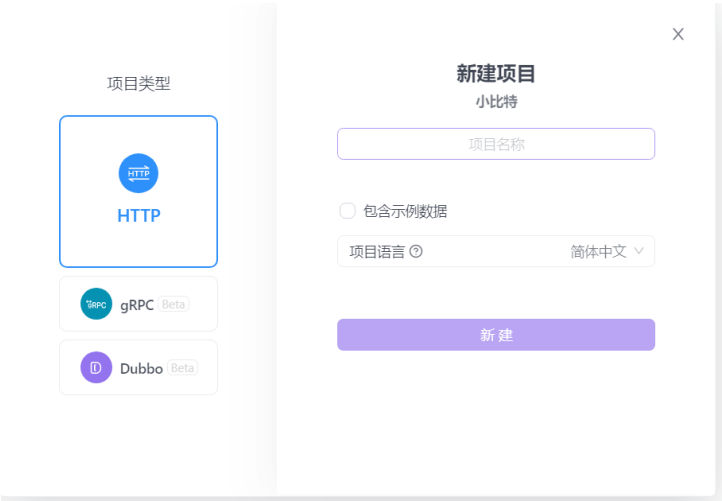 项目类型
HTTP
HTTP
gRPC
gRPC Beta
Dubbo Beta
新建项目
小比特
项目名称
包含示例数据
项目语言 ? 简体中文
新建